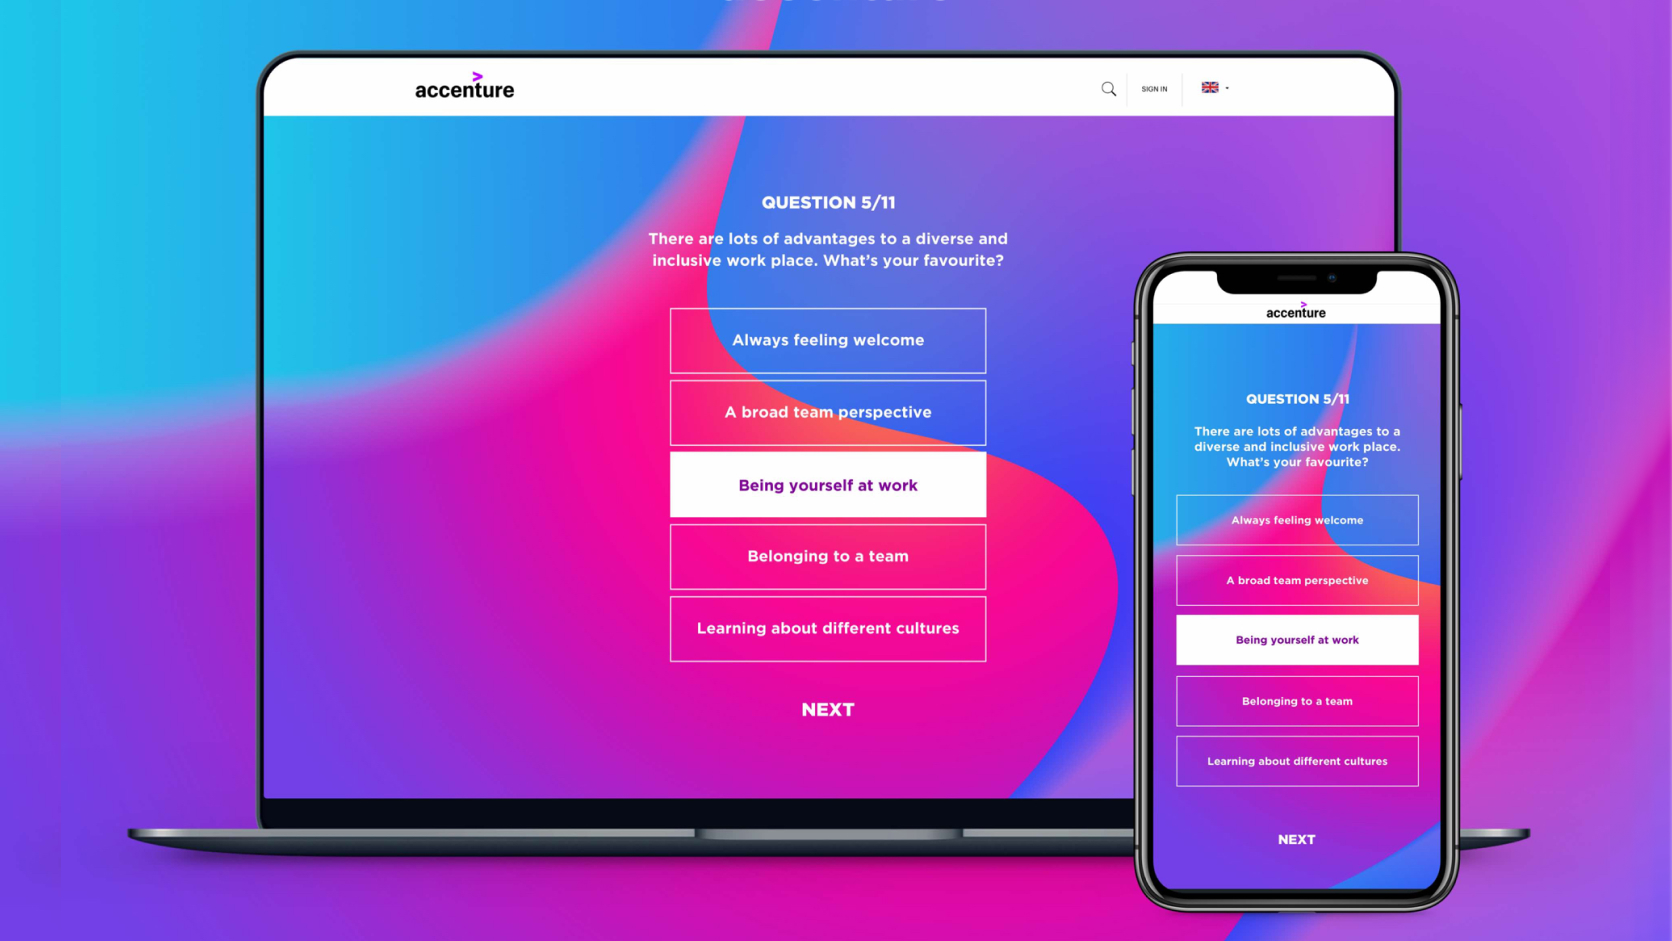 accenture
SIGN IN
QUESTION 5/11
There are lots of advantages to a diverse and
inclusive work place. What's your favourite?
Always feeling welcome
A broad team perspective
Being yourself at work
Belonging to a team
Learning about different cultures
NEXT
accenture
QUESTION 5/11
There are lots of advantages to a
diverse and inclusive work place.
What's your favourite?
Always feeling welcome
A broad team perspective
Being yourself at work
Belonging to a team
Learning about different cultures
NEXT